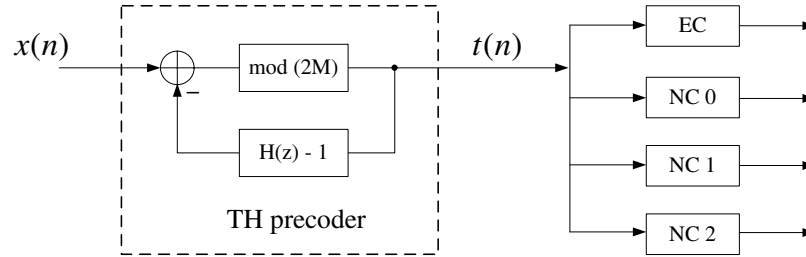 x(n)
mod (2M)
–
H(z) - 1
TH precoder
t(n)
EC
NC 0
NC 1
NC 2